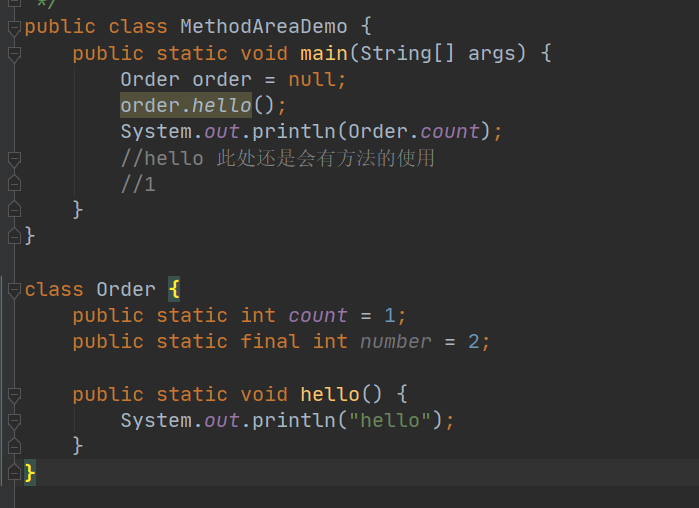 */
public class MethodAreaDemo {
    public static void main(String[] args) {
        Order order = null;
        order.hello();
        System.out.println(Order.count);
        //hello 此处还是会有方法的使用
        //1
    }
}

class Order {
    public static int count = 1;
    public static final int number = 2;

    public static void hello() {
        System.out.println("hello");
    }
}